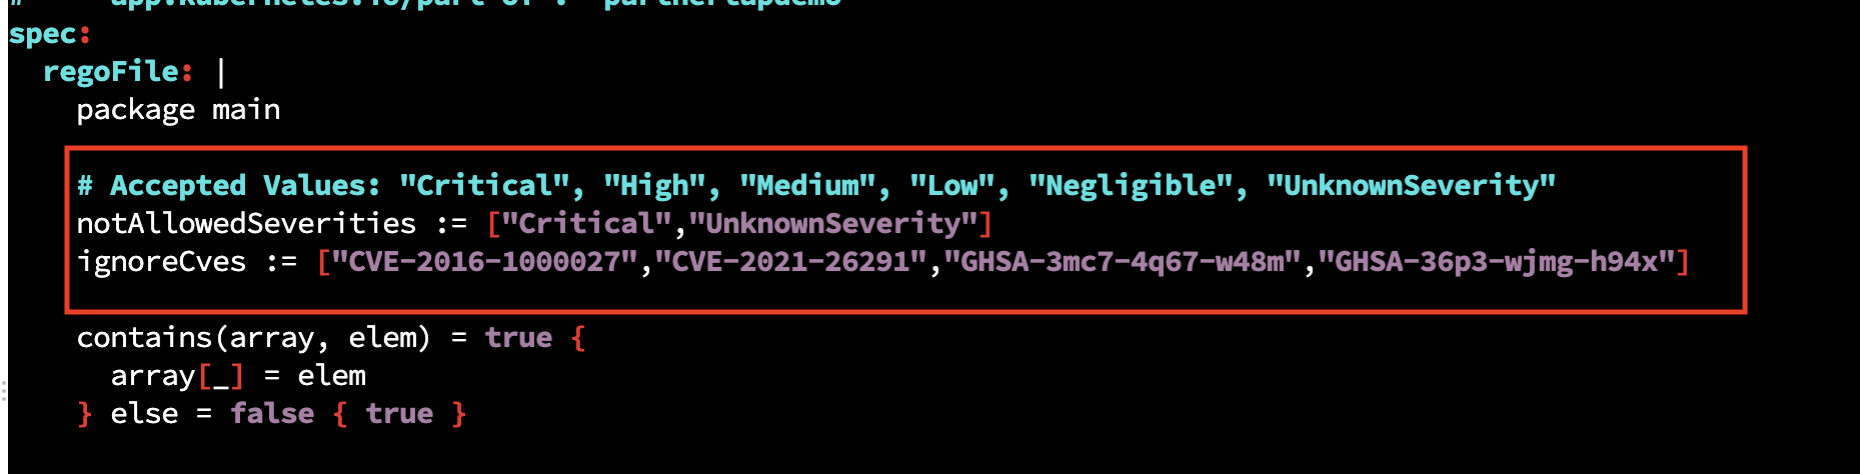 #     app.kubernetes.io/part-of : partnertapdemo
spec:
  regoFile: |
    package main
    # Accepted Values: "Critical", "High", "Medium", "Low", "Negligible", "UnknownSeverity"
    notAllowedSeverities := ["Critical","UnknownSeverity"]
    ignoreCves := ["CVE-2016-1000027","CVE-2021-26291","GHSA-3mc7-4q67-w48m","GHSA-36p3-wjmg-h94x"]
    contains(array, elem) = true {
      array[_] = elem
    } else = false { true }